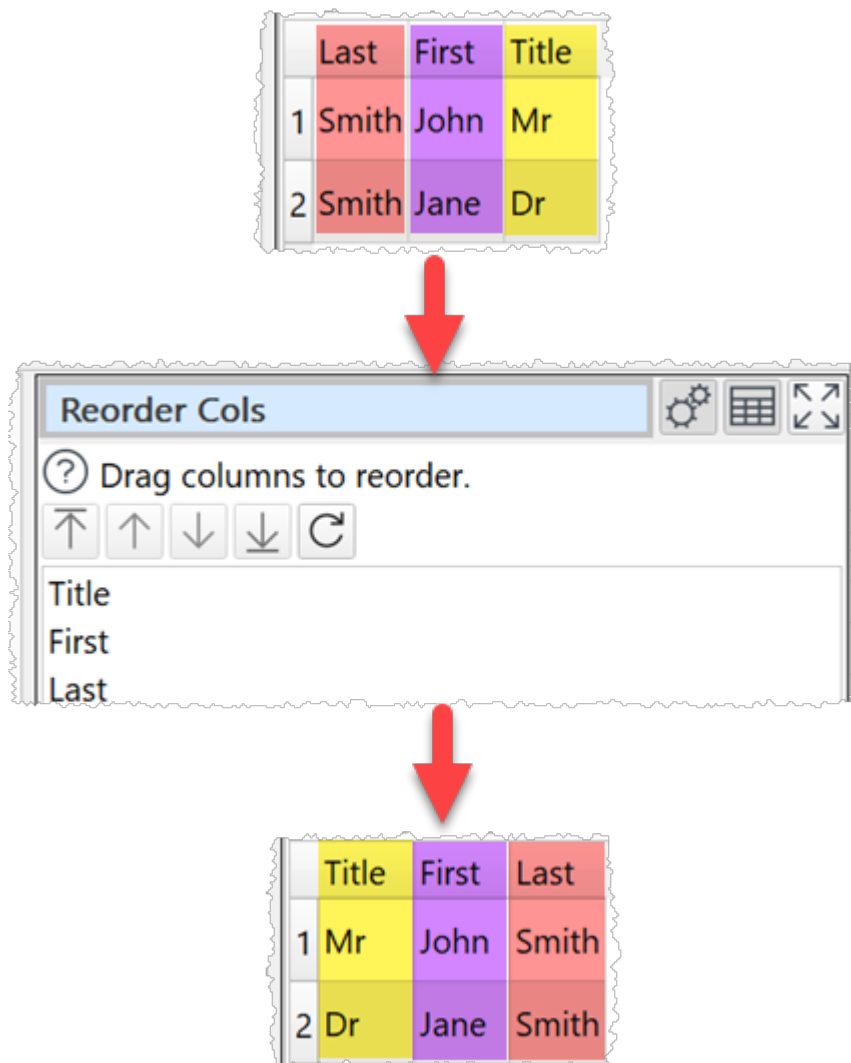 Last First Title
1 Smith John Mr
2 Smith Jane Dr
Reorder Cols
? Drag columns to reorder.
Title
First
Last
Title First Last
1 Mr John Smith
2 Dr Jane Smith